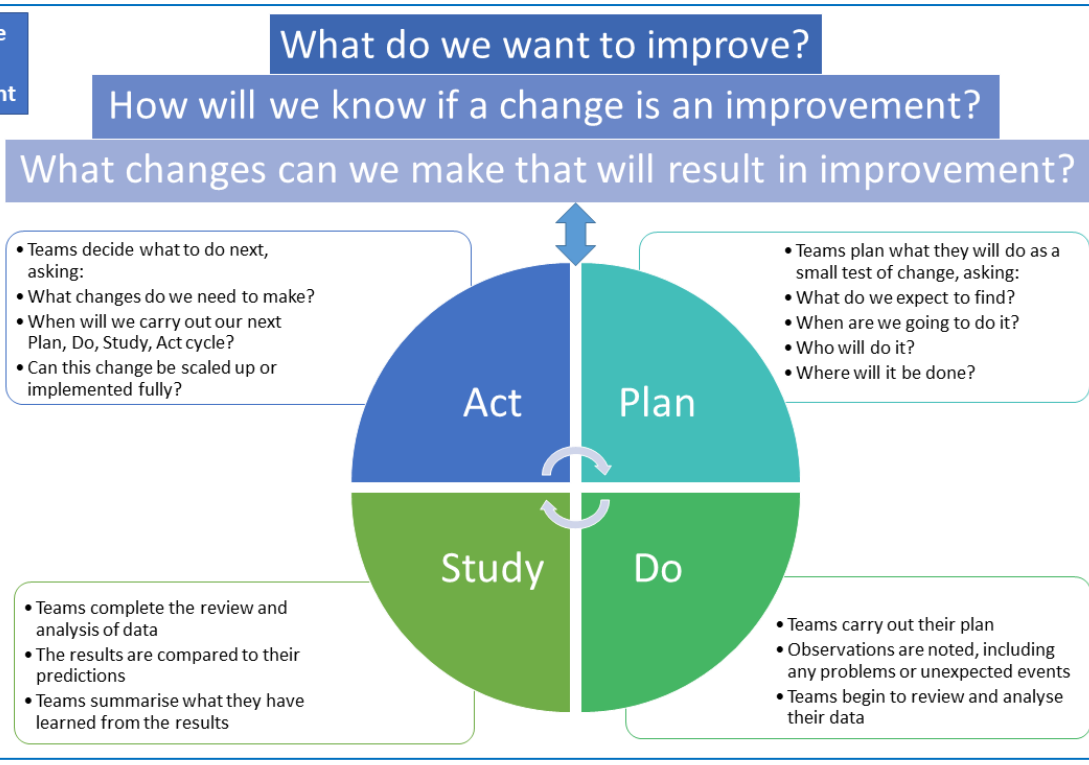 What do we want to improve?
How will we know if a change is an improvement?
What changes can we make that will result in improvement?
• Teams decide what to do next,
asking:
• What changes do we need to make?
• When will we carry out our next
Plan, Do, Study, Act cycle?
• Can this change be scaled up or
implemented fully?
• Teams plan what they will do as a
small test of change, asking:
• What do we expect to find?
• When are we going to do it?
• Who will do it?
• Where will it be done?
Act
Plan
Study
Do
• Teams complete the review and
analysis of data
• The results are compared to their
predictions
• Teams summarise what they have
learned from the results
• Teams carry out their plan
• Observations are noted, including
any problems or unexpected events
• Teams begin to review and analyse
their data